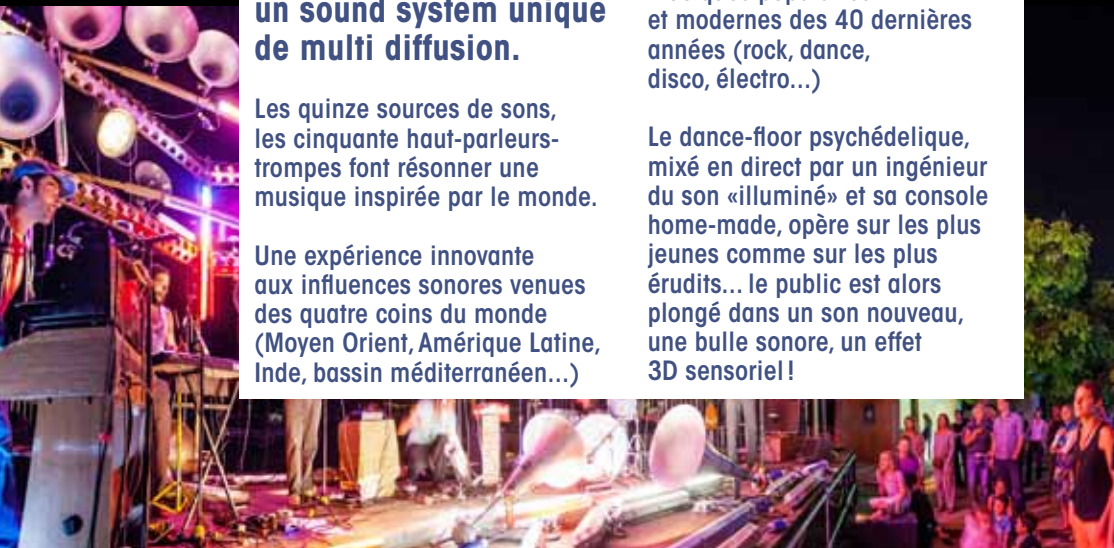 un sound system unique
de multi diffusion.
Les quinze sources de sons,
les cinquante haut-parleurs-
trompes font résonner une
musique inspirée par le monde.
Une expérience innovante
aux influences sonores venues
des quatre coins du monde
(Moyen Orient, Amérique Latine,
Inde, bassin méditerranéen...)
et modernes des 40 dernières
années (rock, dance,
disco, électro...)
Le dance-floor psychédelique,
mixé en direct par un ingénieur
du son «illuminé» et sa console
home-made, opère sur les plus
jeunes comme sur les plus
érudits... le public est alors
plongé dans un son nouveau,
une bulle sonore, un effet
3D sensoriel !